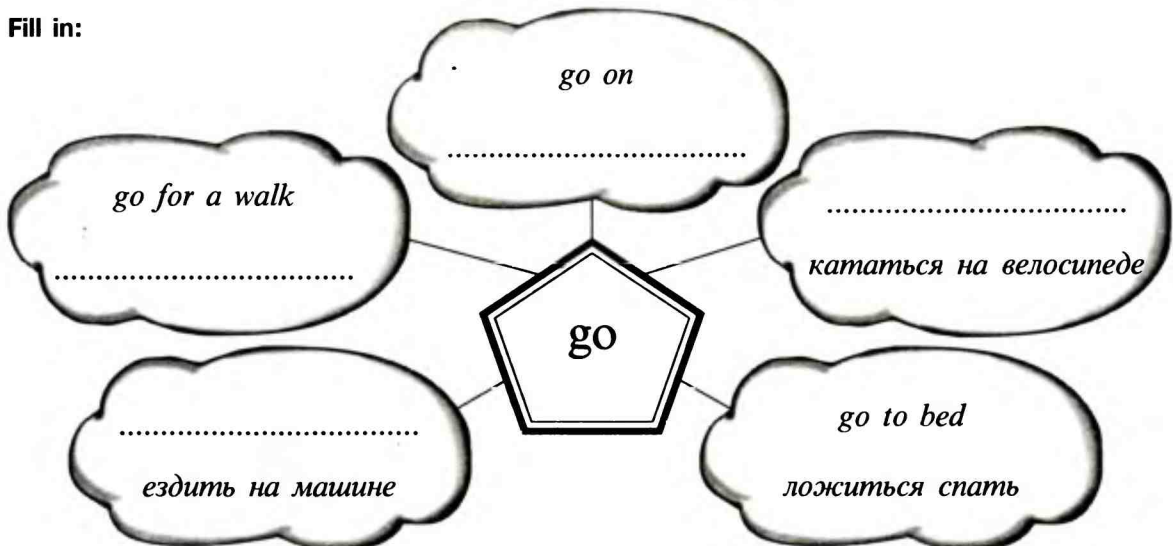 Fill in:
go on
..........................................
go for a walk
..........................................
..........................................
кататься на велосипеде
go
..........................................
ездить на машине
go to bed
ложиться спать